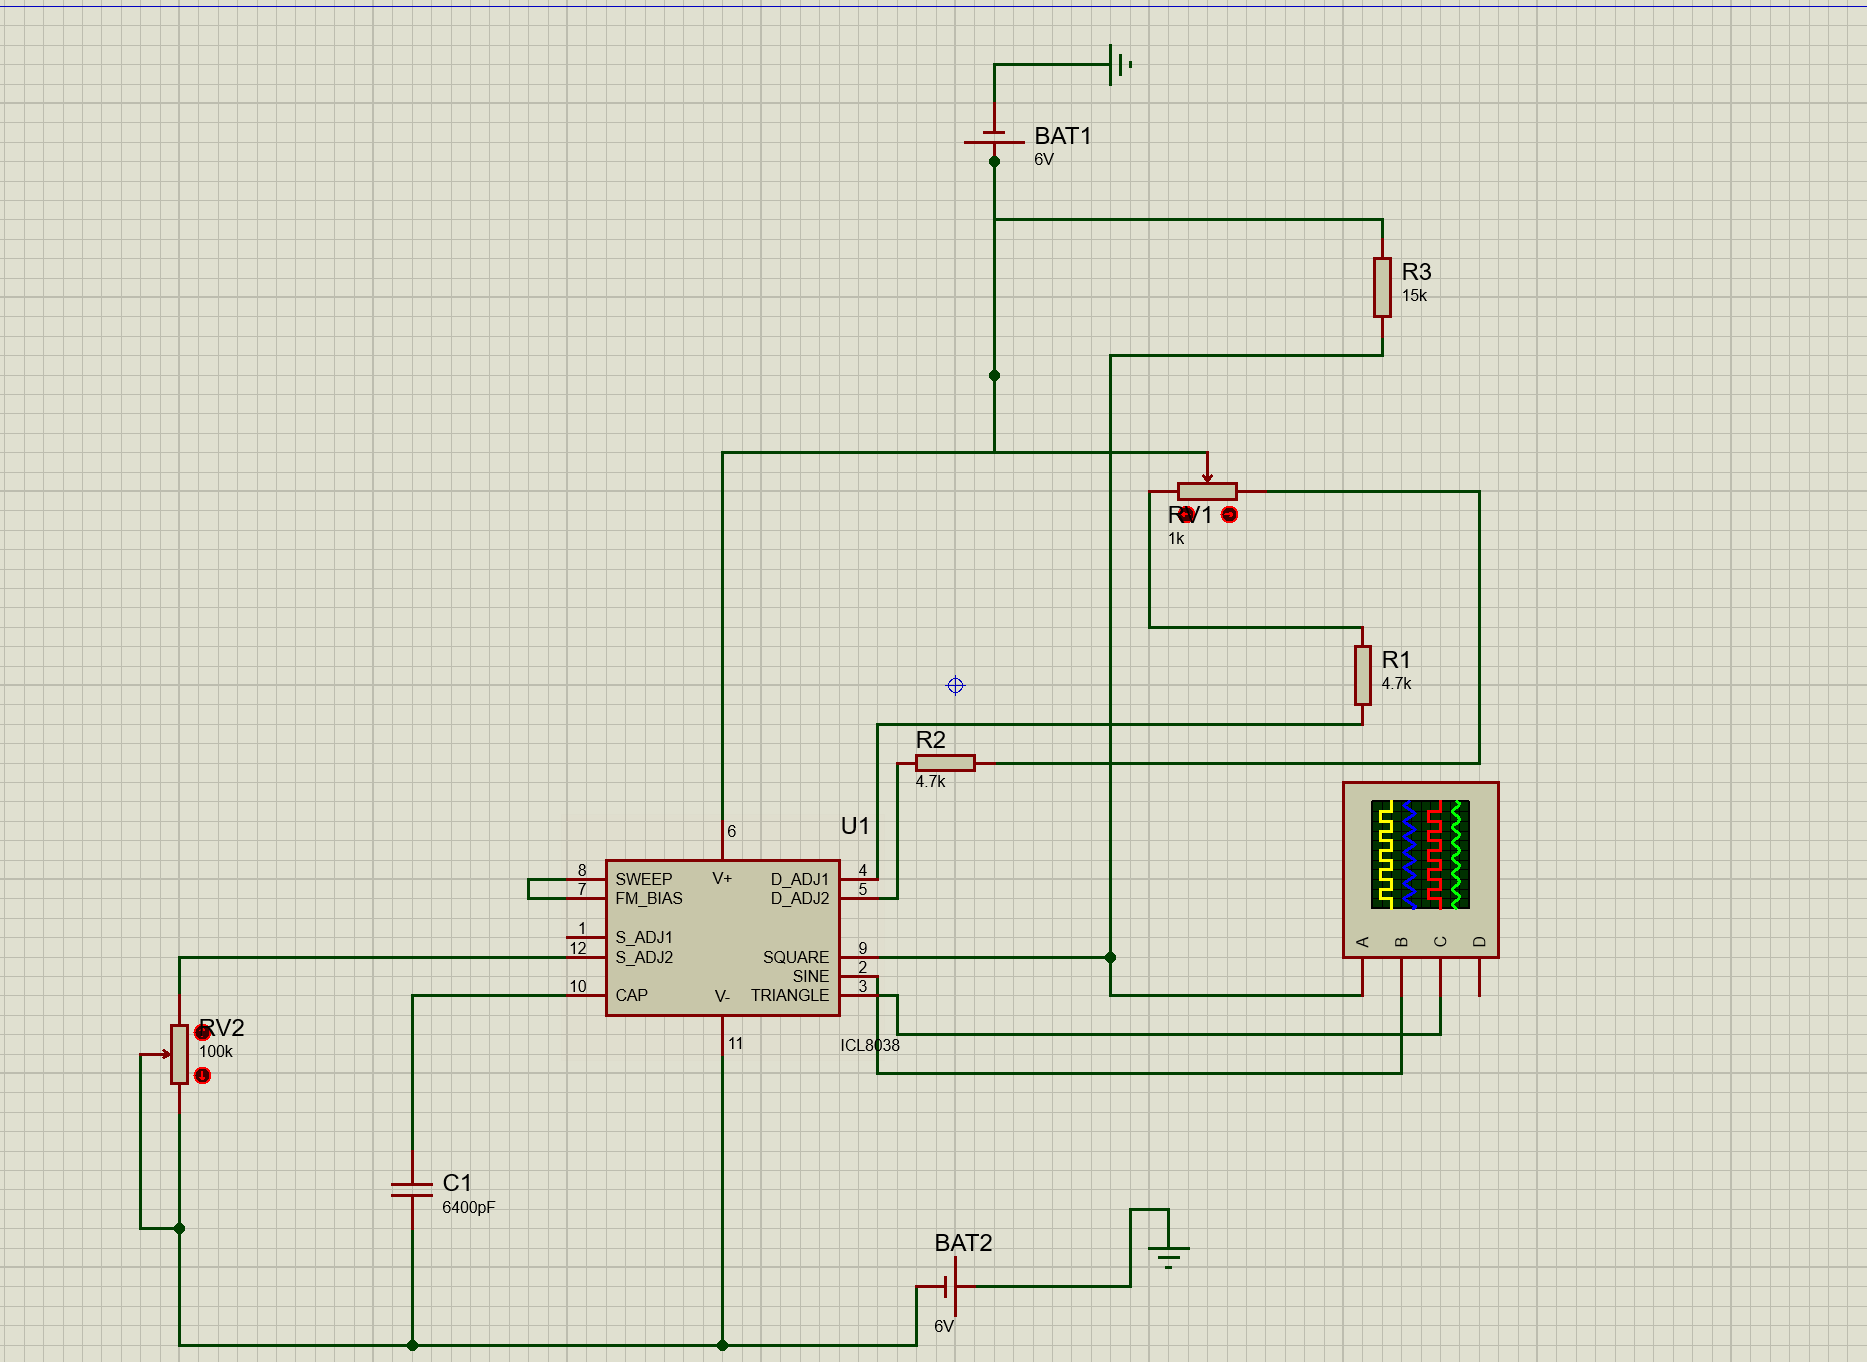 BAT1
6V
R3
15k
RV1
1k
R1
4.7k
R2
4.7k
U1
6
8 SWEEP V+ D_ADJ1 4
7 FM_BIAS D_ADJ2 5
1 S_ADJ1
12 S_ADJ2 SQUARE 9
SINE 2
10 CAP V- TRIANGLE 3
A B C D
11
ICL8038
RV2
100k
C1
6400pF
BAT2
6V